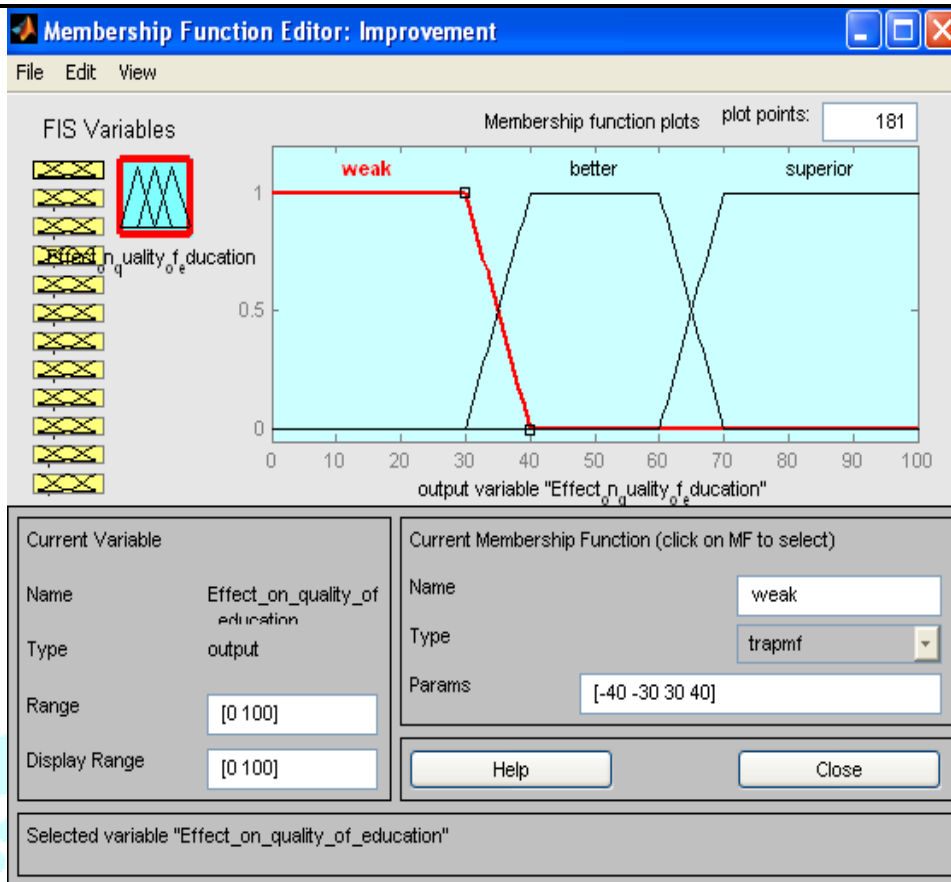 Membership Function Editor: Improvement
File Edit View
FIS Variables
Membership function plots
plot points:
181
Effect_on_quality_of_education
weak
better
superior
1
0.5
0
0 10 20 30 40 50 60 70 80 90 100
output variable "Effect_on_quality_of_education"
Current Variable
Name
Effect_on_quality_of
_education
Type
output
Range
[0 100]
Display Range
[0 100]
Current Membership Function (click on MF to select)
Name
weak
Type
trapmf
Params
[-40 -30 30 40]
Help
Close
Selected variable "Effect_on_quality_of_education"